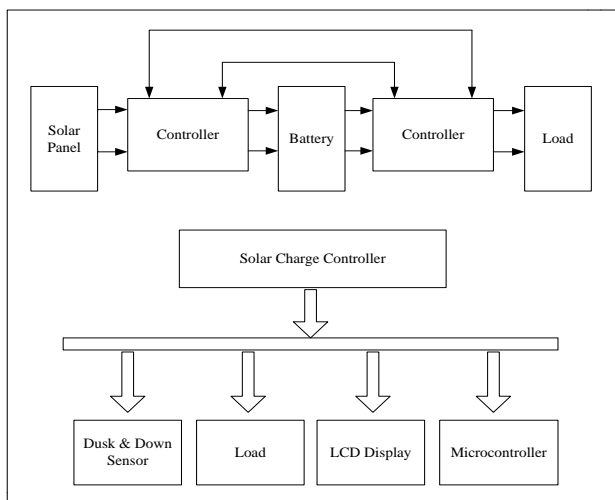 Solar
Panel
Controller
Battery
Controller
Load
Solar Charge Controller
Dusk & Down
Sensor
Load
LCD Display
Microcontroller